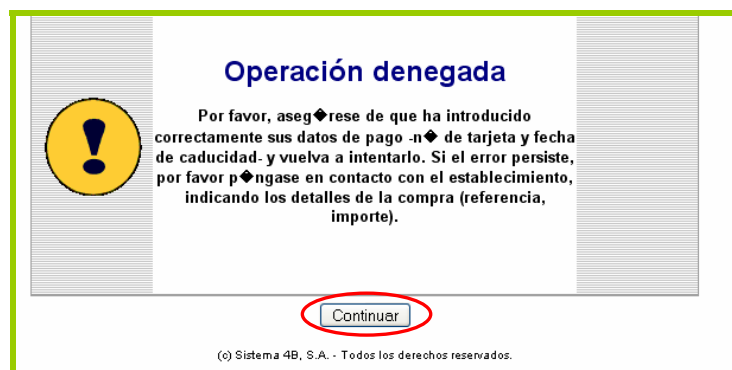 Operación denegada
Por favor, aseg�rese de que ha introducido
correctamente sus datos de pago -n� de tarjeta y fecha
de caducidad- y vuelva a intentarlo. Si el error persiste,
por favor p�ngase en contacto con el establecimiento,
indicando los detalles de la compra (referencia,
importe).
Continuar
(c) Sistema 4B, S.A. - Todos los derechos reservados.